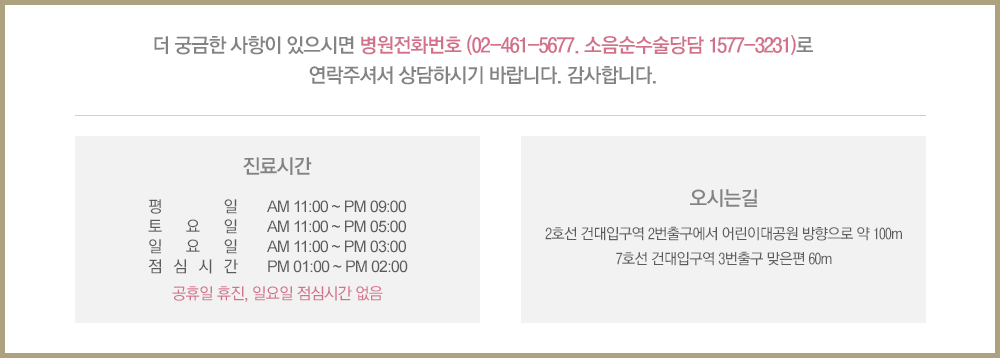 더 궁금한 사항이 있으시면 병원전화번호 (02-461-5677. 소음순수술당담 1577-3231)로
연락주셔서 상담하시기 바랍니다. 감사합니다.
진료시간
평 일 AM 11:00 ~ PM 09:00
토 요 일 AM 11:00 ~ PM 05:00
일 요 일 AM 11:00 ~ PM 03:00
점 심 시 간 PM 01:00 ~ PM 02:00
공휴일 휴진, 일요일 점심시간 없음
오시는길
2호선 건대입구역 2번출구에서 어린이대공원 방향으로 약 100m
7호선 건대입구역 3번출구 맞은편 60m